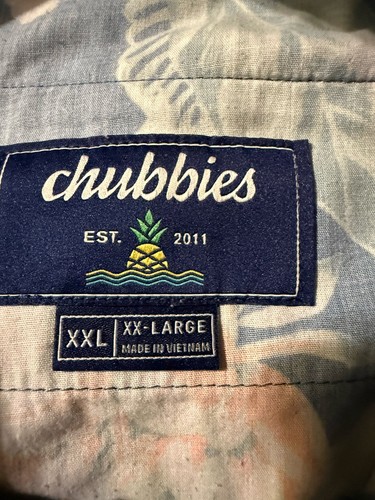 chubbies
EST. 2011
XXL XX-LARGE
MADE IN VIETNAM